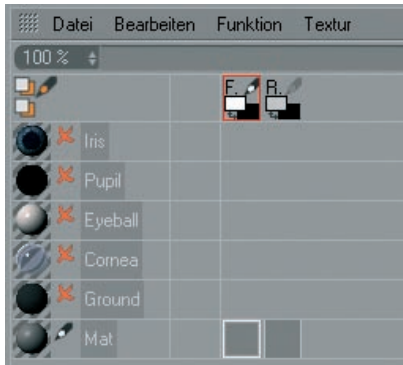 Datei Bearbeiten Funktion Textur
100 %
F. R.
Iris
Pupil
Eyeball
Cornea
Ground
Mat